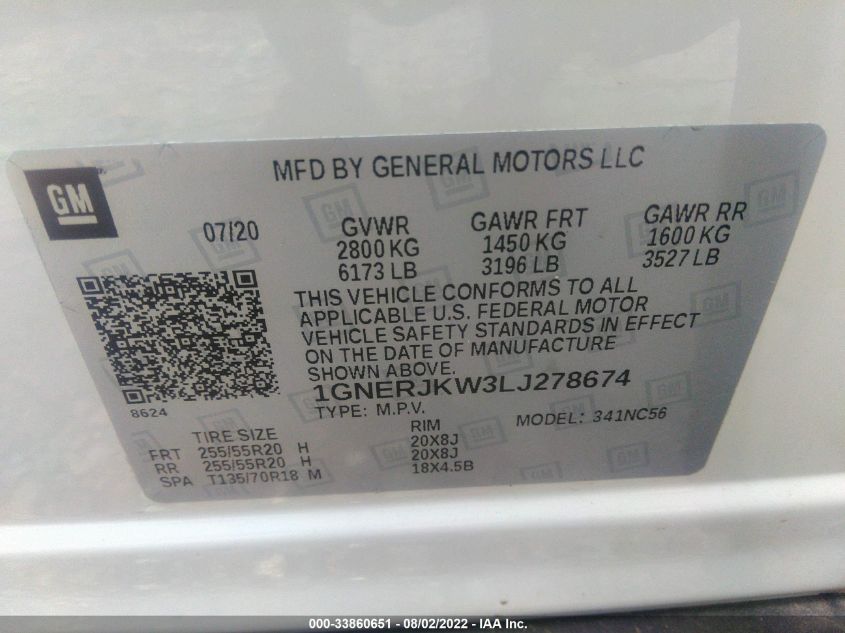 MFD BY GENERAL MOTORS LLC
GM
07/20 GVWR GAWR FRT GAWR RR
2800 KG 1450 KG 1600 KG
6173 LB 3196 LB 3527 LB
THIS VEHICLE CONFORMS TO ALL
APPLICABLE U.S. FEDERAL MOTOR
VEHICLE SAFETY STANDARDS IN EFFECT
ON THE DATE OF MANUFACTURE
SHOWN ABOVE.
1GNERJKW3LJ278674
8624
TYPE: M.P.V. MODEL: 341NC56
TIRE SIZE RIM
FRT 255/55R20 H 20X8J
RR 255/55R20 H 20X8J
SPA T135/70R18 M 18X4.5B
000-33860651 - 08/02/2022 - IAAI.COM